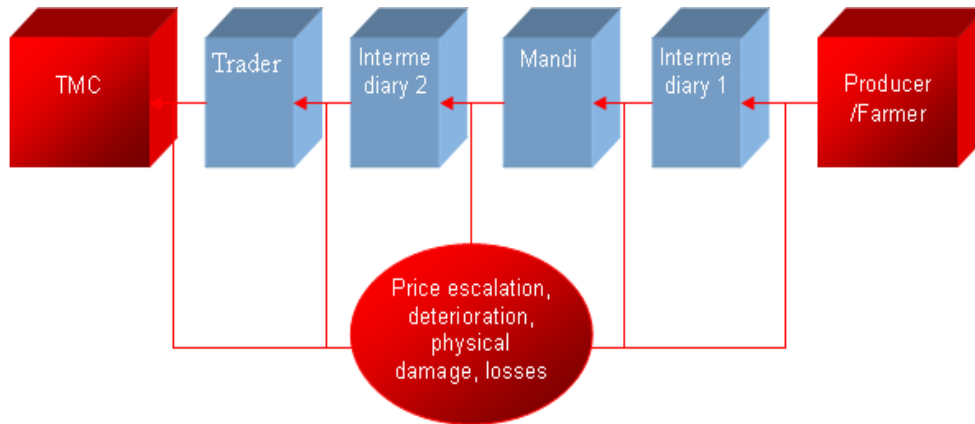 TMC
Trader
Interme
diary 2
Mandi
Interme
diary 1
Producer
/Farmer
Price escalation,
deterioration,
physical
damage, losses